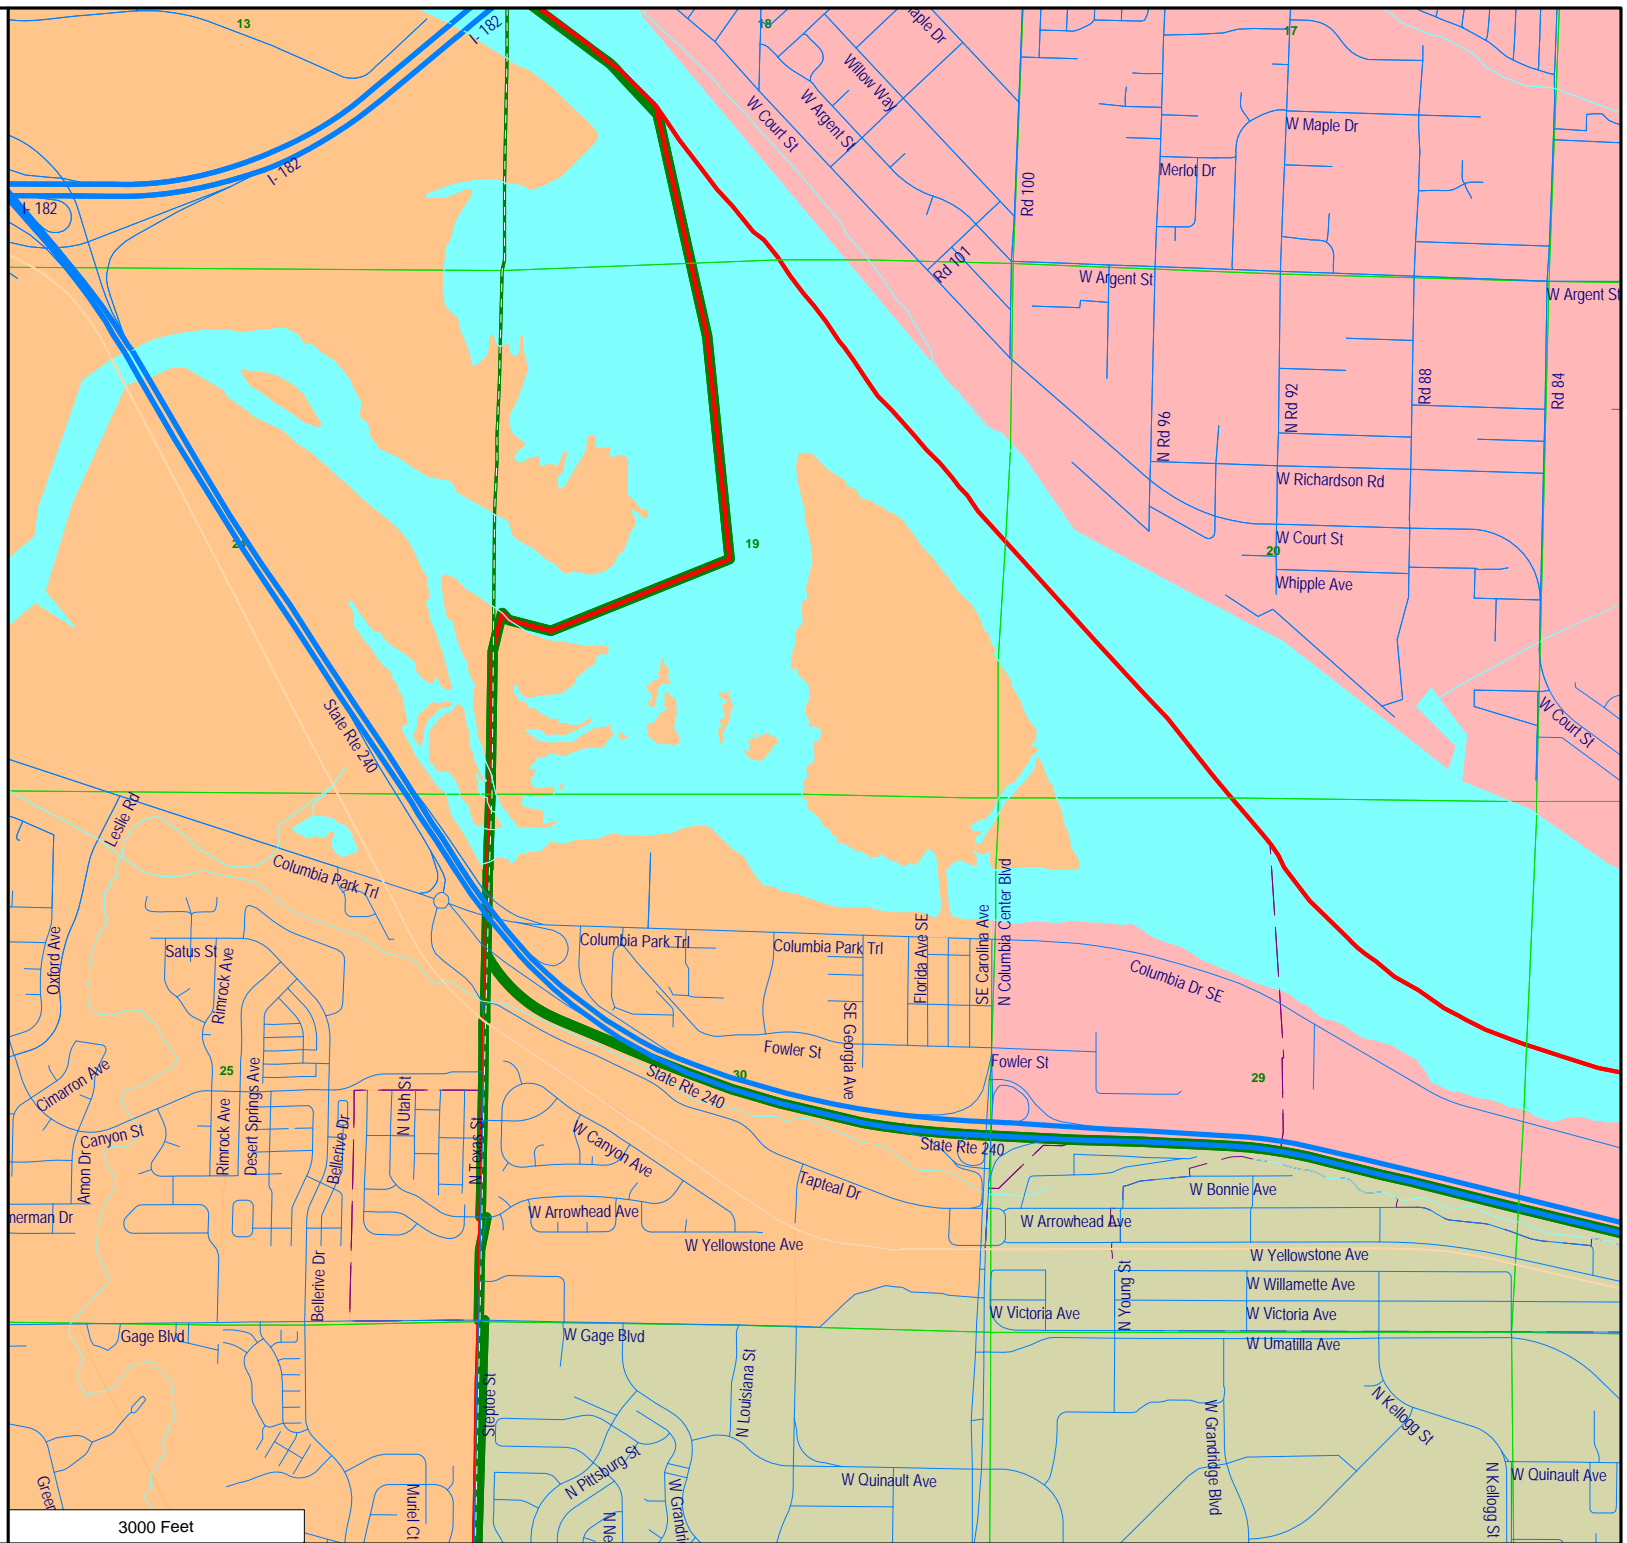 13
I- 182
18
Maple Dr
17
Willow Way
W Court St
W Argent St
W Maple Dr
I- 182
Merlot Dr
Rd 100
I- 182
Rd 101
W Argent St
W Argent St
N Rd 96
N Rd 92
Rd 88
Rd 84
W Richardson Rd
24
19
W Court St
20
Whipple Ave
State Rte 240
W Court St
Leslie Rd
Columbia Park Trl
Oxford Ave
Satus St
Rimrock Ave
Columbia Park Trl
Columbia Park Trl
Florida Ave SE
SE Carolina Ave
N Columbia Center Blvd
Columbia Dr SE
SE Georgia Ave
Fowler St
Fowler St
25
30
29
Cimarron Ave
Desert Springs Ave
State Rte 240
N Utah St
Canyon St
Rimrock Ave
Bellerive Dr
N Texas St
W Canyon Ave
State Rte 240
Amon Dr
Tapteal Dr
W Bonnie Ave
merman Dr
W Arrowhead Ave
W Arrowhead Ave
W Yellowstone Ave
W Yellowstone Ave
Bellerive Dr
N Young St
W Willamette Ave
W Victoria Ave
W Victoria Ave
Gage Blvd
W Gage Blvd
W Umatilla Ave
Steptoe St
N Louisiana St
W Grandridge Blvd
N Kellogg St
N Pittsburg St
W Quinault Ave
W Quinault Ave
N Kellogg St
Green
Muriel Ct
N Ne
W Grandri
3000 Feet